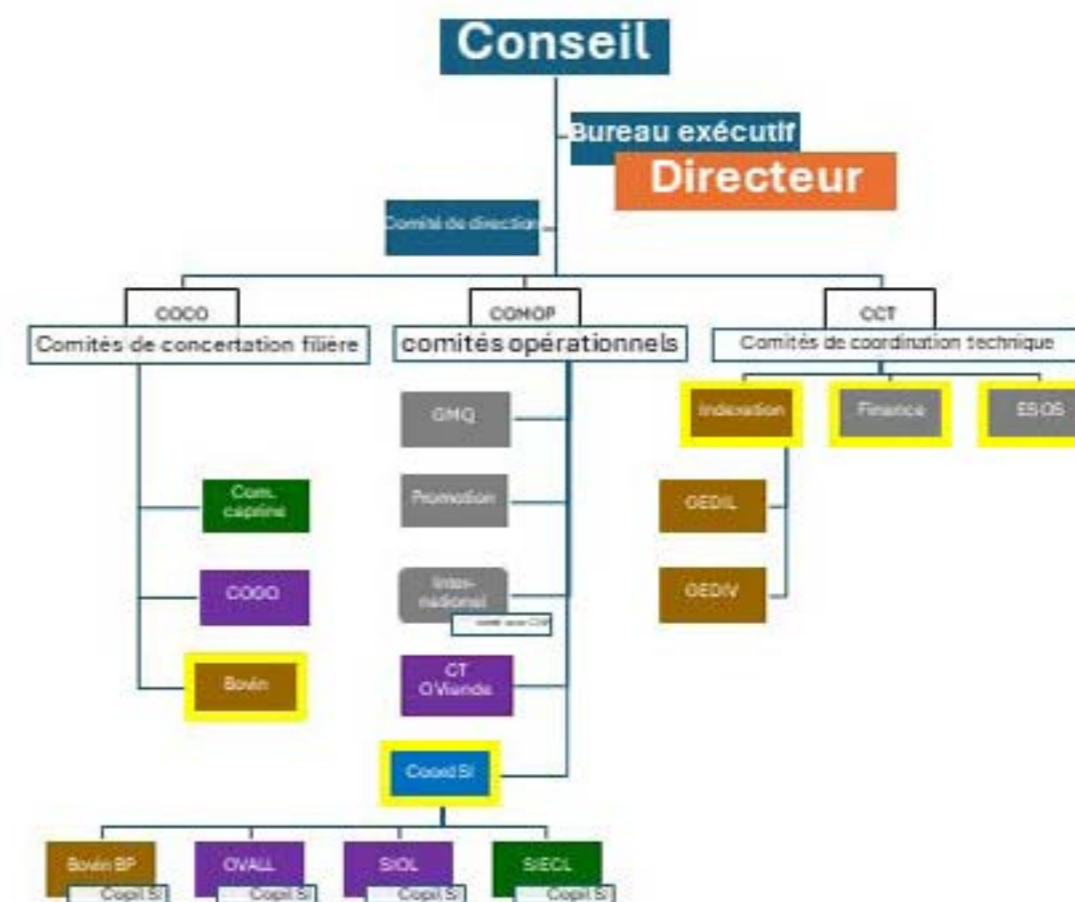 Conseil
Bureau exécutif
Directeur
Comité de direction
COCO
Comités de concertation filière
COMOP
comités opérationnels
CCT
Comités de coordination technique
Indexation
Finance
ESOS
GMQ
Promotion
Inter-
national
CT
OViande
Coord SI
Com.
caprine
COGO
Bovin
GEDIL
GEDIV
Bovin BP
Copil SI
OVALL
Copil SI
SIOL
Copil SI
SIECL
Copil SI